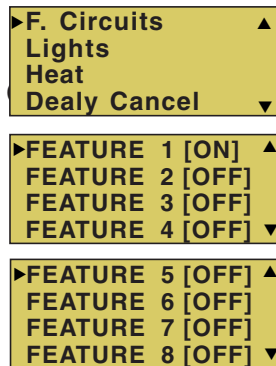 ▶F. Circuits ▲
Lights
Heat
Dealy Cancel ▼
▶FEATURE 1 [ON] ▲
FEATURE 2 [OFF]
FEATURE 3 [OFF]
FEATURE 4 [OFF] ▼
▶FEATURE 5 [OFF] ▲
FEATURE 6 [OFF]
FEATURE 7 [OFF]
FEATURE 8 [OFF] ▼